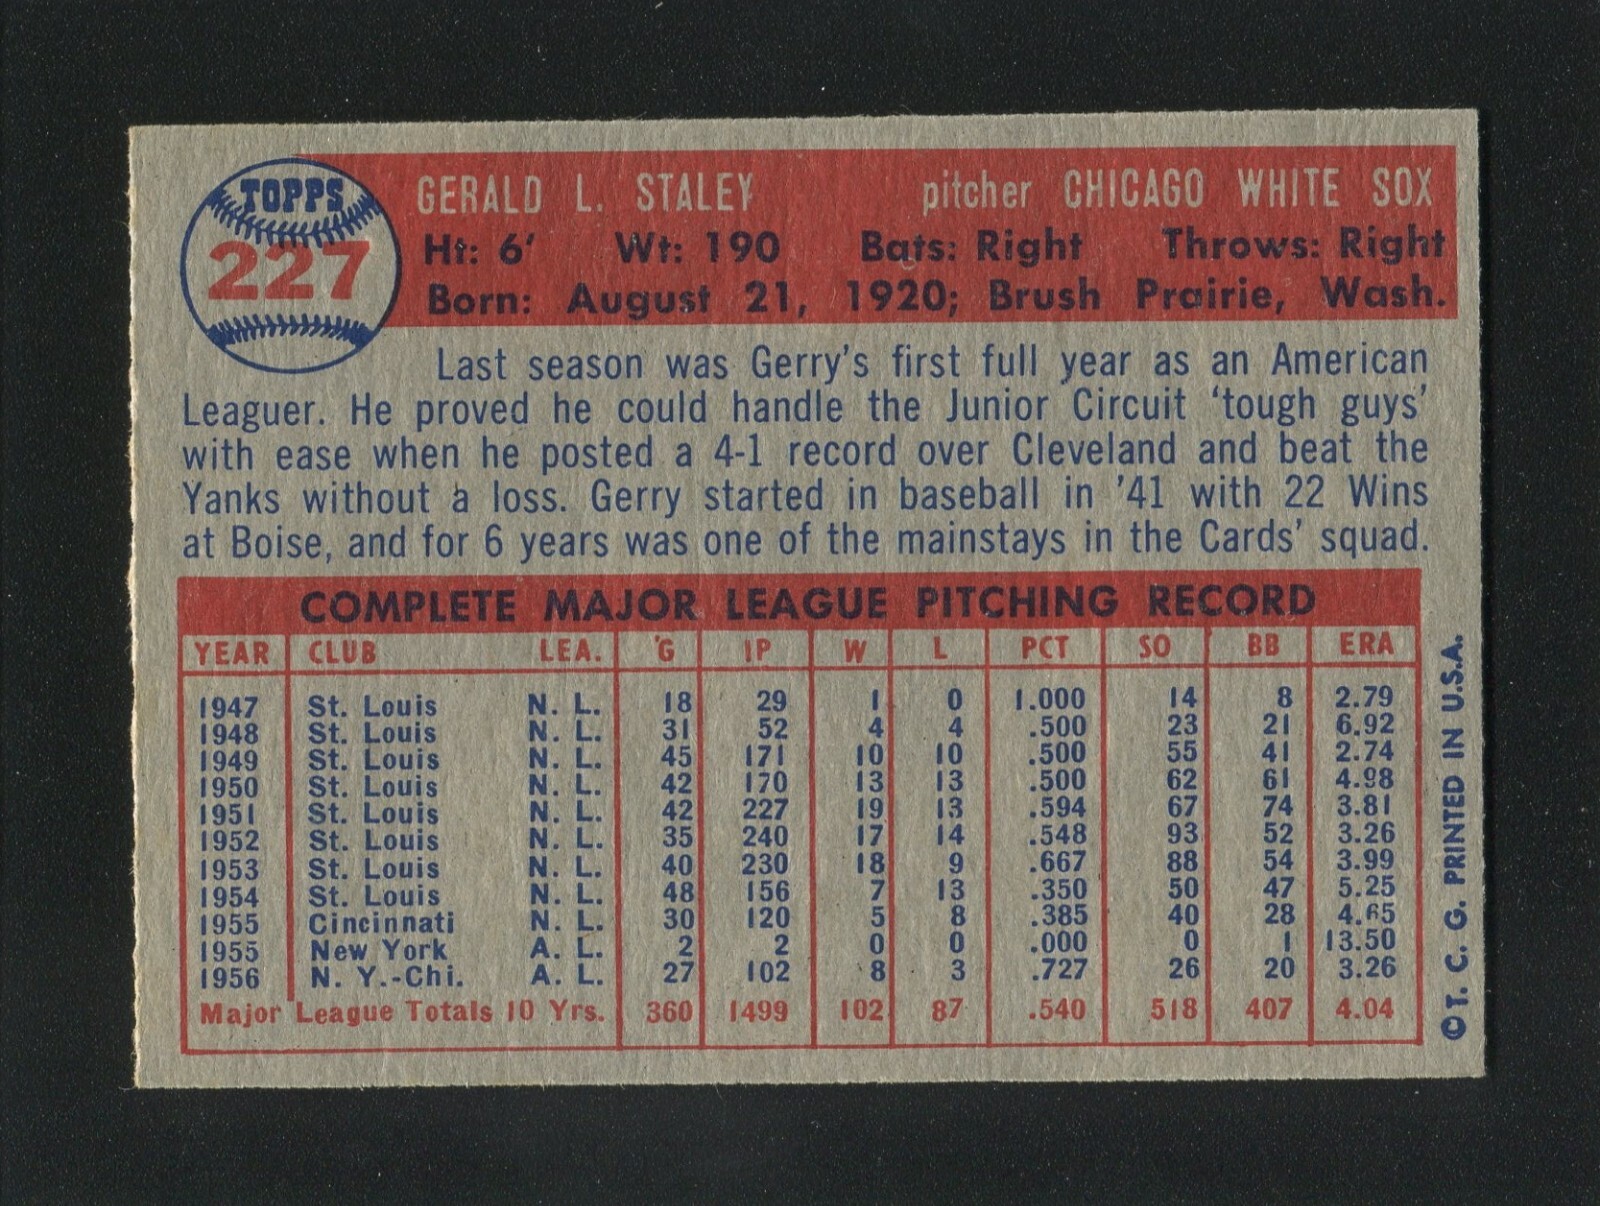 TOPPS
227
GERALD L. STALEY pitcher CHICAGO WHITE SOX
Ht: 6' Wt: 190 Bats: Right Throws: Right
Born: August 21, 1920; Brush Prairie, Wash.
Last season was Gerry's first full year as an American
Leaguer. He proved he could handle the Junior Circuit 'tough guys'
with ease when he posted a 4-1 record over Cleveland and beat the
Yanks without a loss. Gerry started in baseball in '41 with 22 Wins
at Boise, and for 6 years was one of the mainstays in the Cards' squad.
COMPLETE MAJOR LEAGUE PITCHING RECORD
YEAR CLUB LEA. G IP W L PCT SO BB ERA
1947 St. Louis N. L. 18 29 1 0 1.000 14 8 2.79
1948 St. Louis N. L. 31 52 4 4 .500 23 21 6.92
1949 St. Louis N. L. 45 171 10 10 .500 55 41 2.74
1950 St. Louis N. L. 42 170 13 13 .500 62 61 4.98
1951 St. Louis N. L. 42 227 19 13 .594 67 74 3.81
1952 St. Louis N. L. 35 240 17 14 .548 93 52 3.26
1953 St. Louis N. L. 40 230 18 9 .667 88 54 3.99
1954 St. Louis N. L. 48 156 7 13 .350 50 47 5.25
1955 Cincinnati N. L. 30 120 5 8 .385 40 28 4.65
1955 New York A. L. 2 2 0 0 .000 0 1 13.50
1956 N. Y.-Chi. A. L. 27 102 8 3 .727 26 20 3.26
Major League Totals 10 Yrs. 360 1499 102 87 .540 518 407 4.04
© T. C. G. PRINTED IN U.S.A.